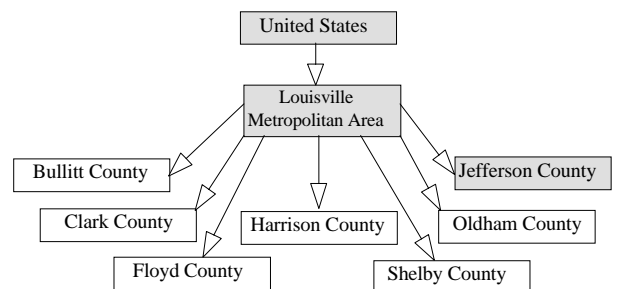 United States
Louisville
Metropolitan Area
Bullitt County
Jefferson County
Clark County
Harrison County
Oldham County
Floyd County
Shelby County